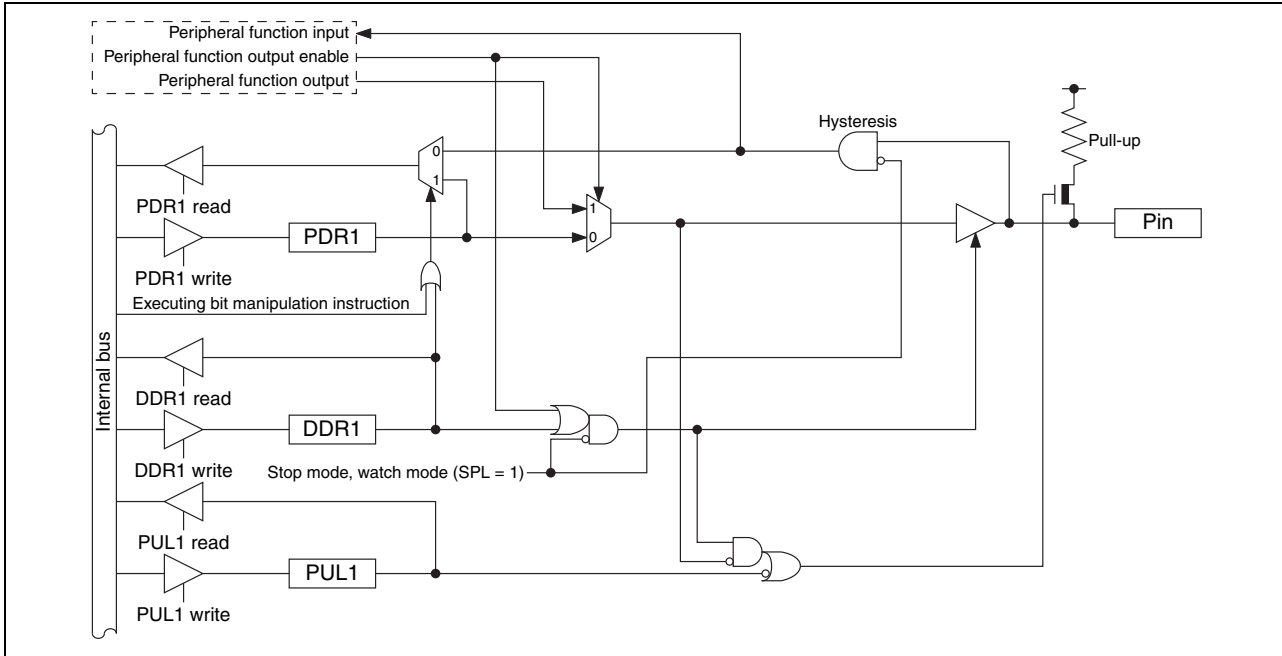 Peripheral function input
Peripheral function output enable
Peripheral function output
Hysteresis
Pull-up
0
1
PDR1 read
1
0
PDR1
Pin
PDR1 write
Executing bit manipulation instruction
Internal bus
DDR1 read
DDR1
DDR1 write
Stop mode, watch mode (SPL = 1)
PUL1 read
PUL1
PUL1 write